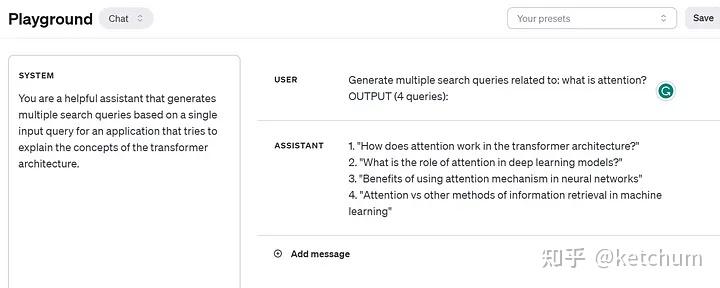 Playground
Chat
Your presets
Save
SYSTEM
You are a helpful assistant that generates
multiple search queries based on a single
input query for an application that tries to
explain the concepts of the transformer
architecture.
USER
Generate multiple search queries related to: what is attention?
OUTPUT (4 queries):
ASSISTANT
1. "How does attention work in the transformer architecture?"
2. "What is the role of attention in deep learning models?"
3. "Benefits of using attention mechanism in neural networks"
4. "Attention vs other methods of information retrieval in machine
learning"
Add message
知乎 @ketchum